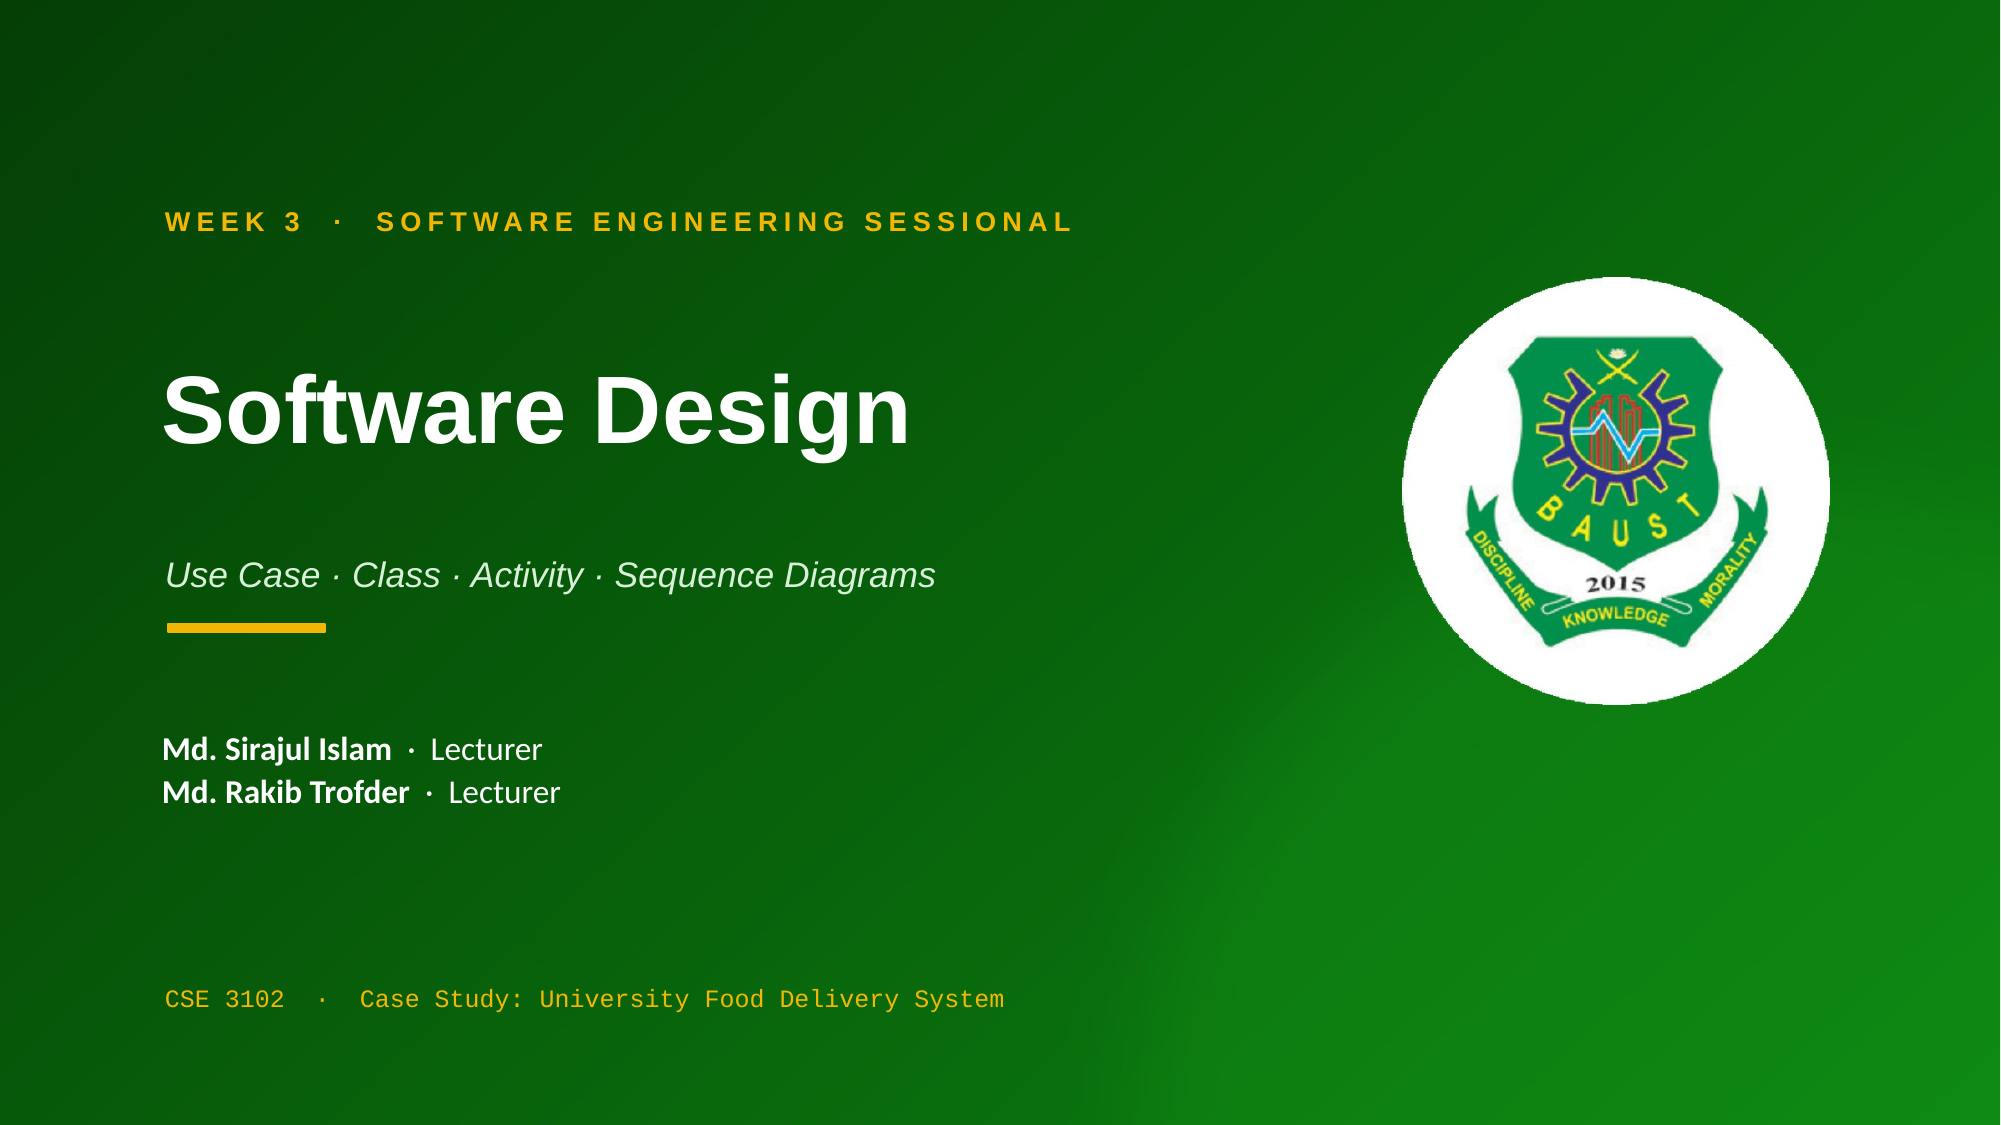 WEEK 3 · SOFTWARE ENGINEERING SESSIONAL
Software Design
Use Case · Class · Activity · Sequence Diagrams
Md. Sirajul Islam · Lecturer
Md. Rakib Trofder · Lecturer
CSE 3102 · Case Study: University Food Delivery System
BAUST
2015
DISCIPLINE
KNOWLEDGE
MORALITY